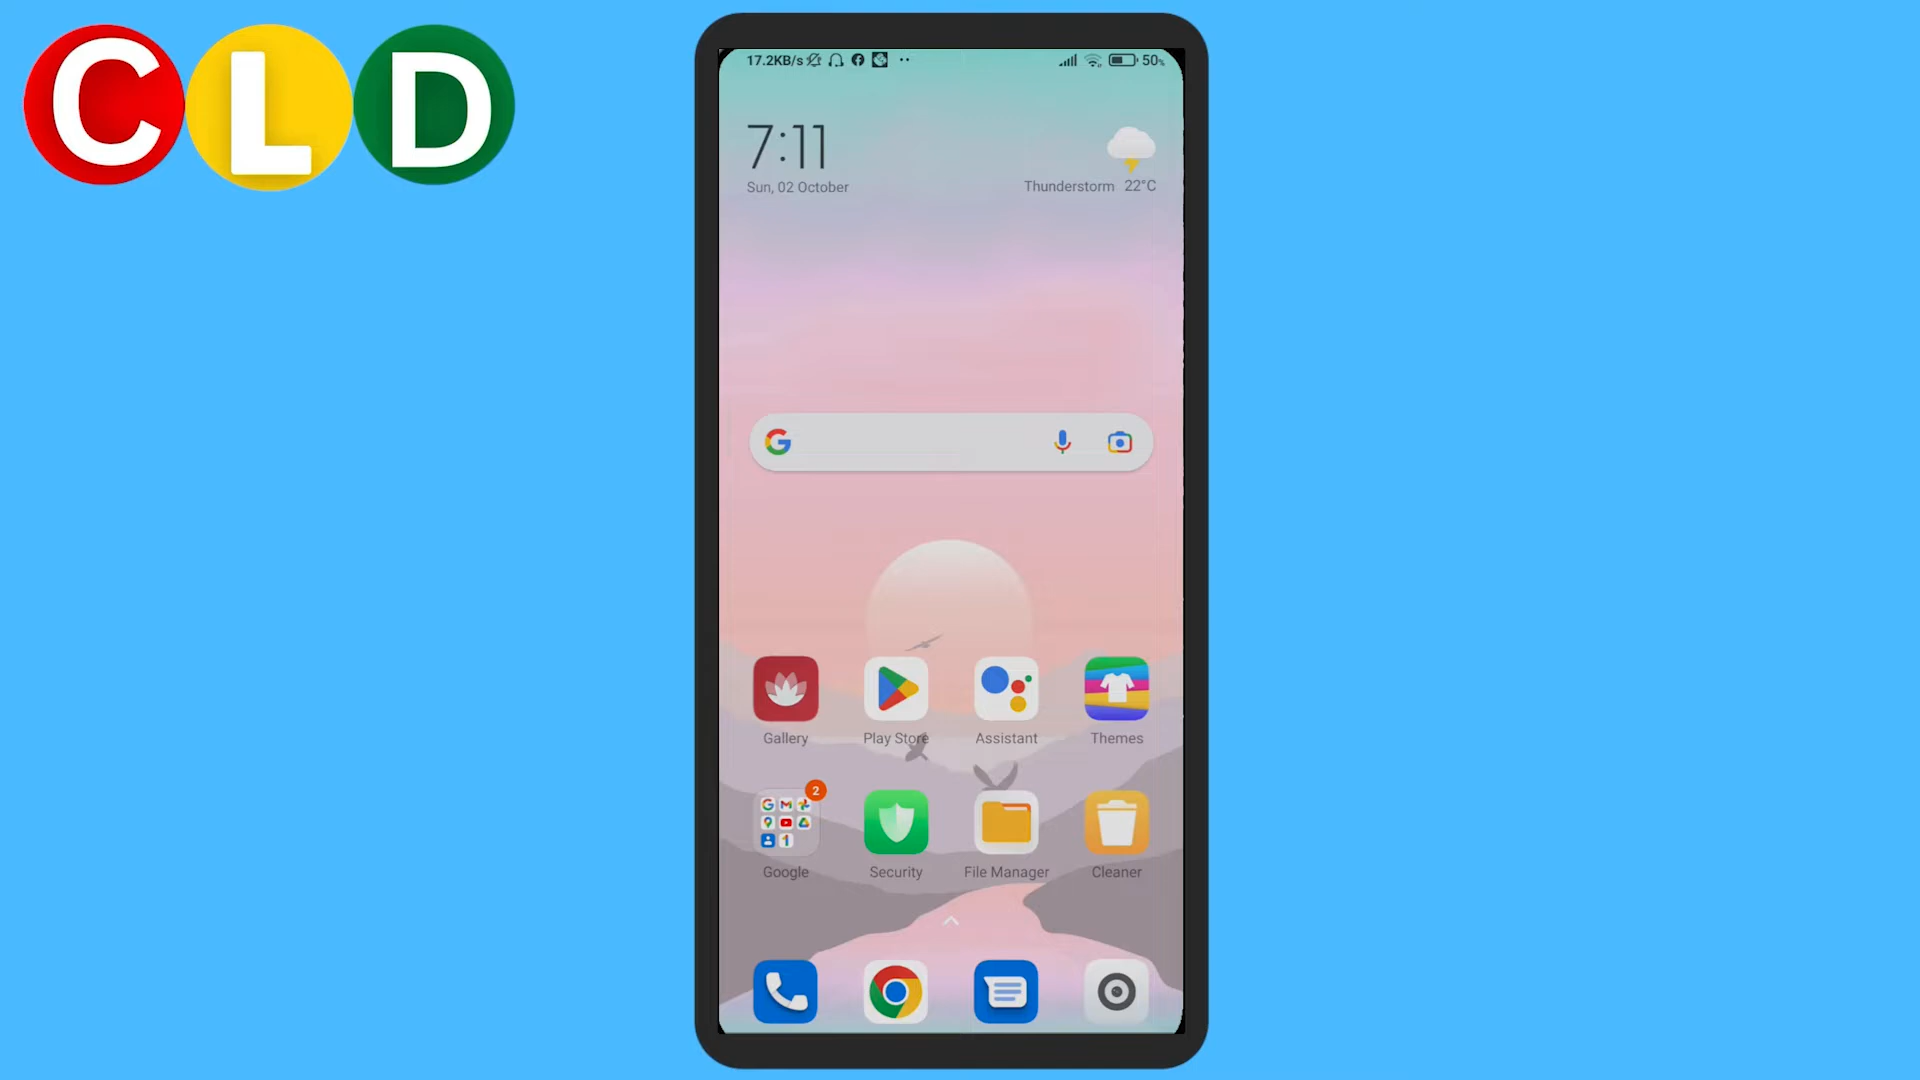 CLD
17.2KB/s 50%
7:11
Sun, 02 October
Thunderstorm 22°C
Gallery Play Store Assistant Themes
2
Google Security File Manager Cleaner